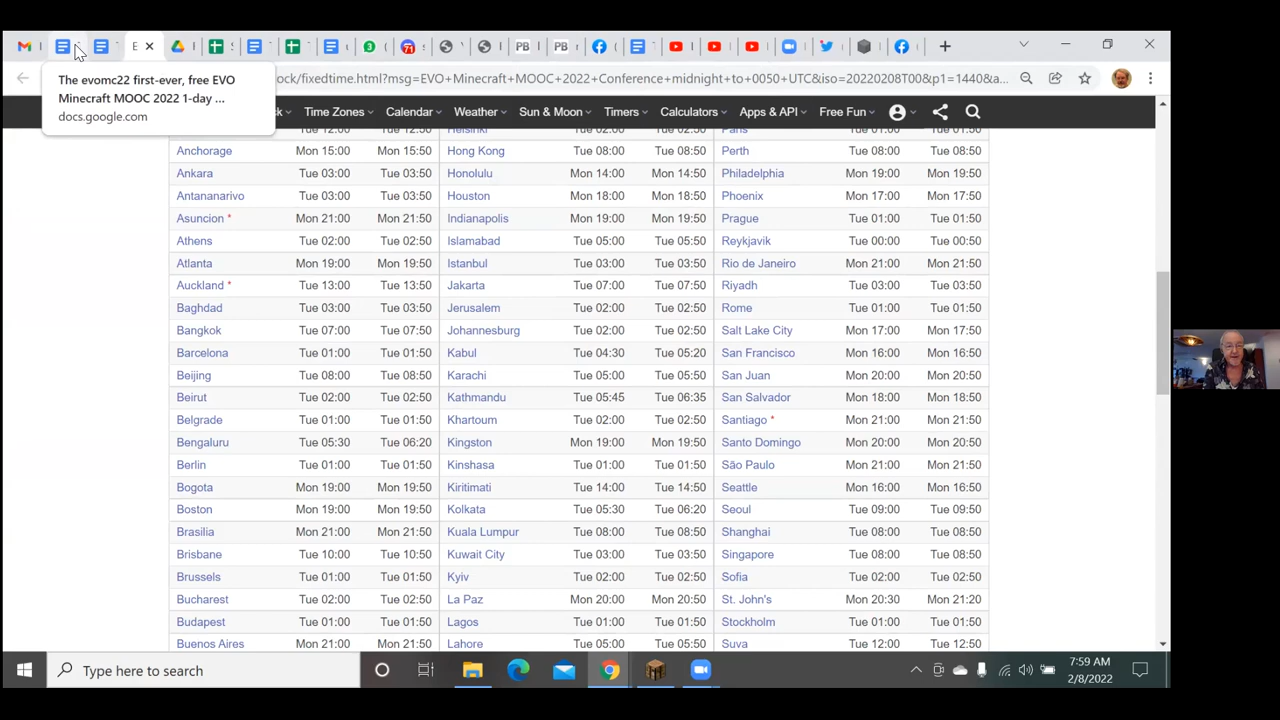 E
71
PB
PB
ock/fixedtime.html?msg=EVO+Minecraft+MOOC+2022+Conference+midnight+to+0050+UTC&iso=20220208T00&p1=1440&a...
The evomc22 first-ever, free EVO
Minecraft MOOC 2022 1-day ...
docs.google.com
k Time Zones Calendar Weather Sun & Moon Timers Calculators Apps & API Free Fun
Tue 12:00 Tue 12:50 Helsinki Tue 02:00 Tue 02:50 Paris Tue 01:00 Tue 01:50
Anchorage Mon 15:00 Mon 15:50 Hong Kong Tue 08:00 Tue 08:50 Perth Tue 08:00 Tue 08:50
Ankara Tue 03:00 Tue 03:50 Honolulu Mon 14:00 Mon 14:50 Philadelphia Mon 19:00 Mon 19:50
Antananarivo Tue 03:00 Tue 03:50 Houston Mon 18:00 Mon 18:50 Phoenix Mon 17:00 Mon 17:50
Asuncion * Mon 21:00 Mon 21:50 Indianapolis Mon 19:00 Mon 19:50 Prague Tue 01:00 Tue 01:50
Athens Tue 02:00 Tue 02:50 Islamabad Tue 05:00 Tue 05:50 Reykjavik Tue 00:00 Tue 00:50
Atlanta Mon 19:00 Mon 19:50 Istanbul Tue 03:00 Tue 03:50 Rio de Janeiro Mon 21:00 Mon 21:50
Auckland * Tue 13:00 Tue 13:50 Jakarta Tue 07:00 Tue 07:50 Riyadh Tue 03:00 Tue 03:50
Baghdad Tue 03:00 Tue 03:50 Jerusalem Tue 02:00 Tue 02:50 Rome Tue 01:00 Tue 01:50
Bangkok Tue 07:00 Tue 07:50 Johannesburg Tue 02:00 Tue 02:50 Salt Lake City Mon 17:00 Mon 17:50
Barcelona Tue 01:00 Tue 01:50 Kabul Tue 04:30 Tue 05:20 San Francisco Mon 16:00 Mon 16:50
Beijing Tue 08:00 Tue 08:50 Karachi Tue 05:00 Tue 05:50 San Juan Mon 20:00 Mon 20:50
Beirut Tue 02:00 Tue 02:50 Kathmandu Tue 05:45 Tue 06:35 San Salvador Mon 18:00 Mon 18:50
Belgrade Tue 01:00 Tue 01:50 Khartoum Tue 02:00 Tue 02:50 Santiago * Mon 21:00 Mon 21:50
Bengaluru Tue 05:30 Tue 06:20 Kingston Mon 19:00 Mon 19:50 Santo Domingo Mon 20:00 Mon 20:50
Berlin Tue 01:00 Tue 01:50 Kinshasa Tue 01:00 Tue 01:50 São Paulo Mon 21:00 Mon 21:50
Bogota Mon 19:00 Mon 19:50 Kiritimati Tue 14:00 Tue 14:50 Seattle Mon 16:00 Mon 16:50
Boston Mon 19:00 Mon 19:50 Kolkata Tue 05:30 Tue 06:20 Seoul Tue 09:00 Tue 09:50
Brasilia Mon 21:00 Mon 21:50 Kuala Lumpur Tue 08:00 Tue 08:50 Shanghai Tue 08:00 Tue 08:50
Brisbane Tue 10:00 Tue 10:50 Kuwait City Tue 03:00 Tue 03:50 Singapore Tue 08:00 Tue 08:50
Brussels Tue 01:00 Tue 01:50 Kyiv Tue 02:00 Tue 02:50 Sofia Tue 02:00 Tue 02:50
Bucharest Tue 02:00 Tue 02:50 La Paz Mon 20:00 Mon 20:50 St. John's Mon 20:30 Mon 21:20
Budapest Tue 01:00 Tue 01:50 Lagos Tue 01:00 Tue 01:50 Stockholm Tue 01:00 Tue 01:50
Buenos Aires Mon 21:00 Mon 21:50 Lahore Tue 05:00 Tue 05:50 Suva Tue 12:00 Tue 12:50
Type here to search
7:59 AM
2/8/2022